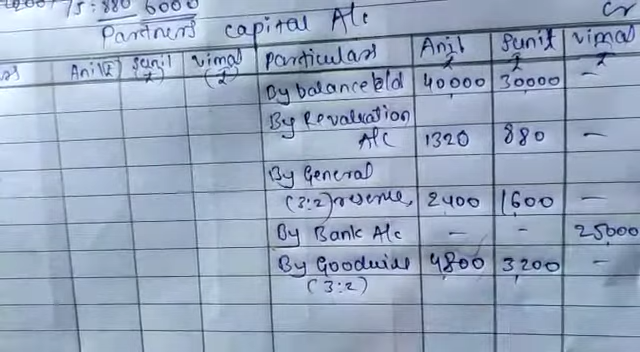 15:880 6000
Partners capital A/c Cr
Anil ₹ Sunil ₹ Vimal (₹) Particulars Anil ₹ Sunil ₹ Vimal ₹
By balance b/d 40000 30000 -
By Revaluation
A/c 1320 880 -
By General
(3:2) reserve, 2400 1600 -
By Bank A/c - - 25000
By Goodwill 4800 3200 -
(3:2)